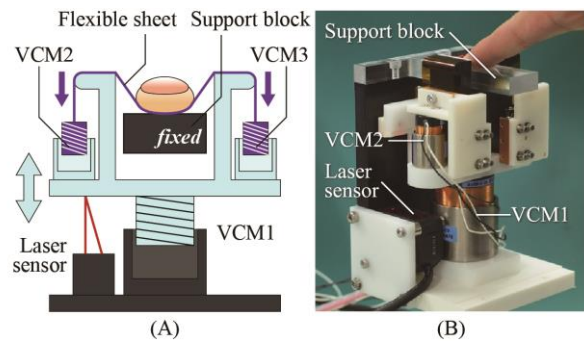 Flexible sheet
Support block
VCM2
VCM3
fixed
Laser
sensor
VCM1
(A)
Support block
VCM2
Laser
sensor
VCM1
(B)